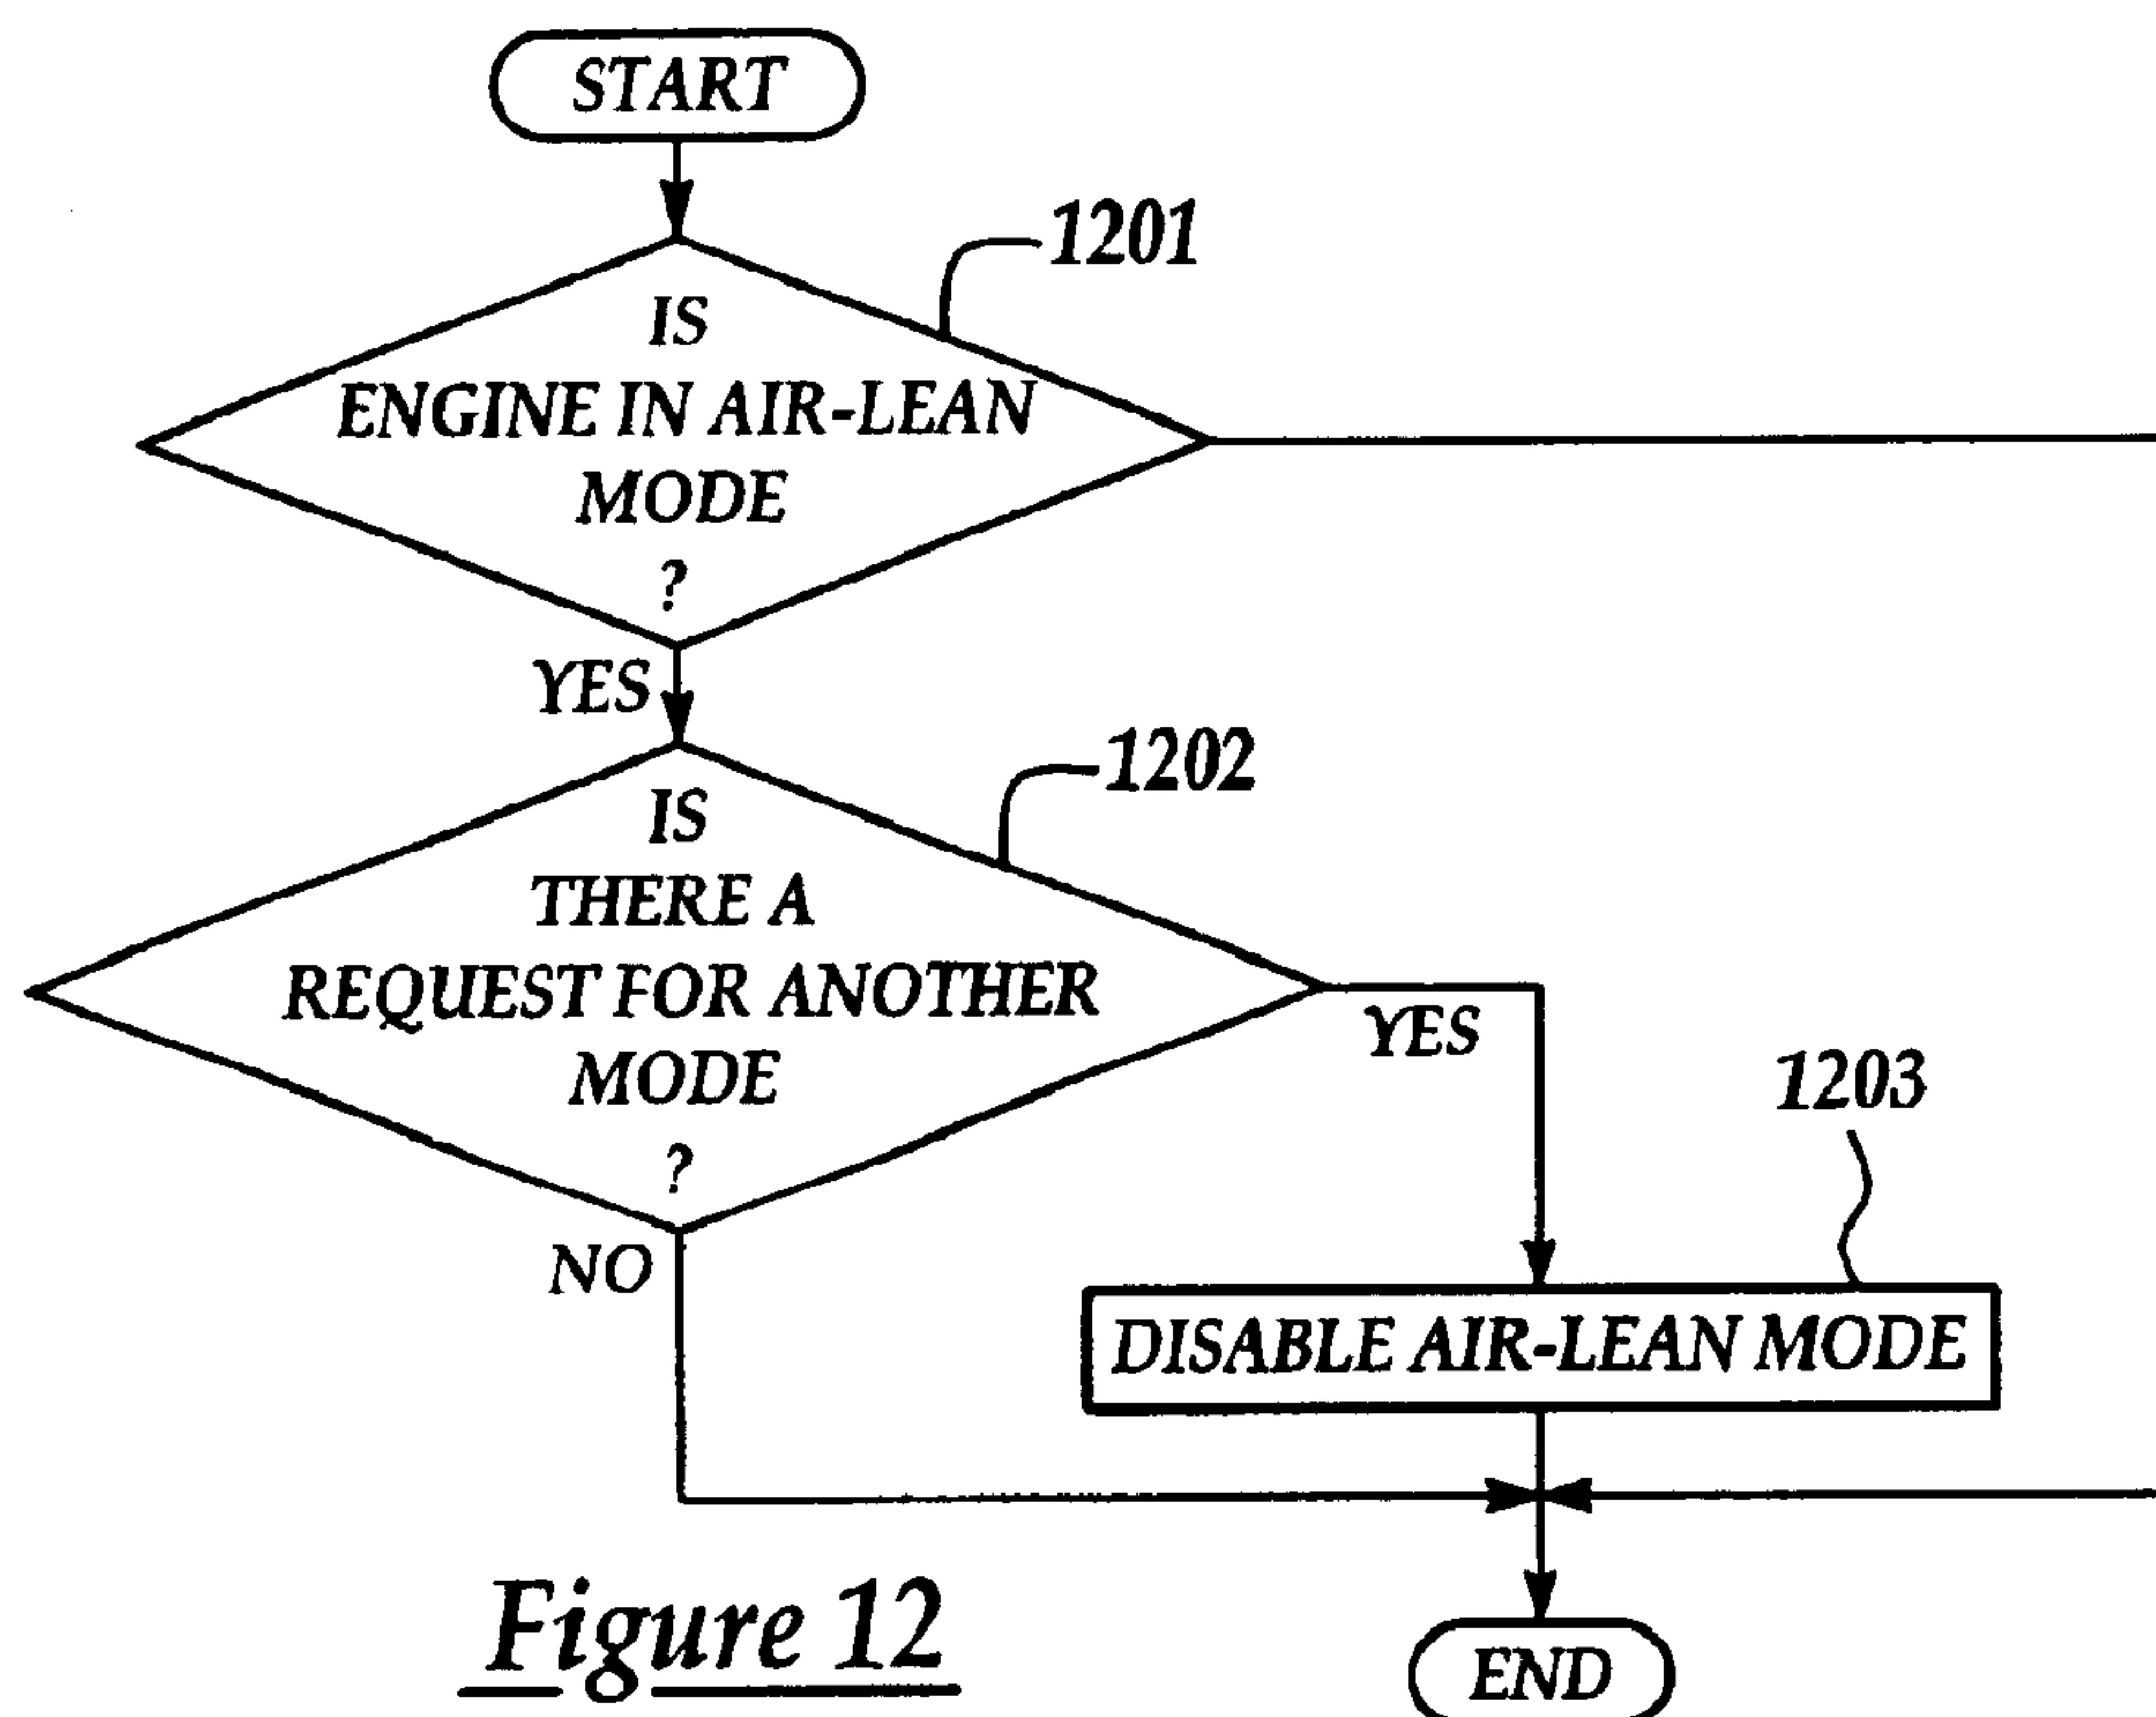 START
1201
IS
ENGINE IN AIR-LEAN
MODE
?
YES
1202
IS
THERE A
REQUEST FOR ANOTHER
MODE
?
YES
1203
NO
DISABLE AIR-LEAN MODE
Figure 12
END